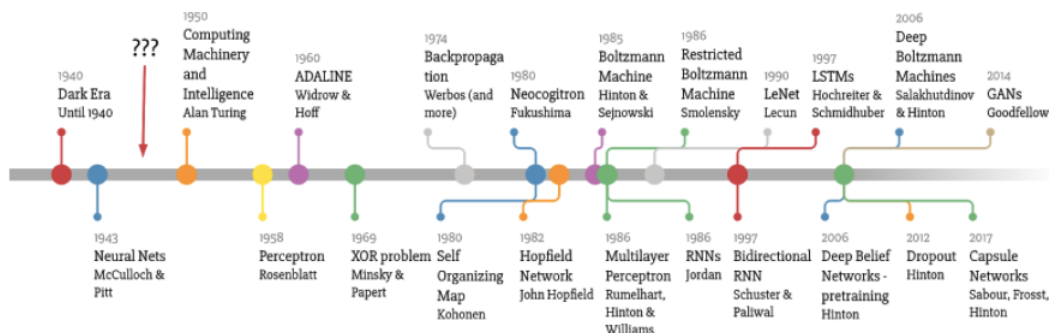 ???
1940
Dark Era
Until 1940
1950
Computing
Machinery
and
Intelligence
Alan Turing
1960
ADALINE
Widrow &
Hoff
1974
Backpropaga
tion
Werbos (and
more)
1980
Neocogitron
Fukushima
1985
Boltzmann
Machine
Hinton &
Sejnowski
1986
Restricted
Boltzmann
Machine
Smolensky
1990
LeNet
Lecun
1997
LSTMs
Hochreiter &
Schmidhuber
2006
Deep
Boltzmann
Machines
Salakhutdinov
& Hinton
2014
GANs
Goodfellow
1943
Neural Nets
McCulloch &
Pitt
1958
Perceptron
Rosenblatt
1969
XOR problem
Minsky &
Papert
1980
Self
Organizing
Map
Kohonen
1982
Hopfield
Network
John Hopfield
1986
Multilayer
Perceptron
Rumelhart,
Hinton &
Williams
1986
RNNs
Jordan
1997
Bidirectional
RNN
Schuster &
Paliwal
2006
Deep Belief
Networks -
pretraining
Hinton
2012
Dropout
Hinton
2017
Capsule
Networks
Sabour, Frosst,
Hinton